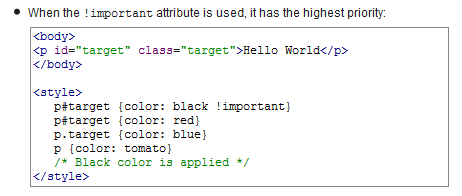 • When the !important attribute is used, it has the highest priority:
<body>
<p id="target" class="target">Hello World</p>
</body>

<style>
   p#target {color: black !important}
   p#target {color: red}
   p.target {color: blue}
   p {color: tomato}
   /* Black color is applied */
</style>